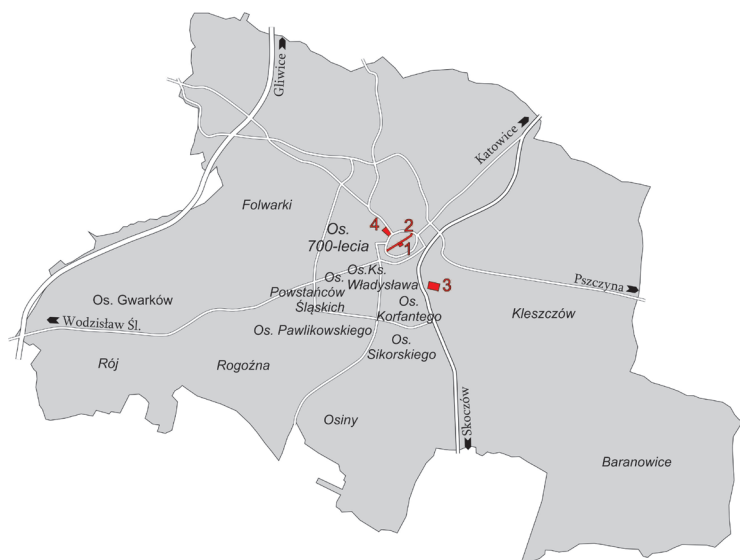 Gliwice
Katowice
Folwarki
4
2
Os.
700-lecia
1
Os.Ks.
Władysława
Os.
Powstańców
Śląskich
3
Pszczyna
Os. Gwarków
Os.
Korfantego
Kleszczów
Wodzisław Śl.
Os. Pawlikowskiego
Os.
Sikorskiego
Rój
Rogoźna
Skoczów
Osiny
Baranowice